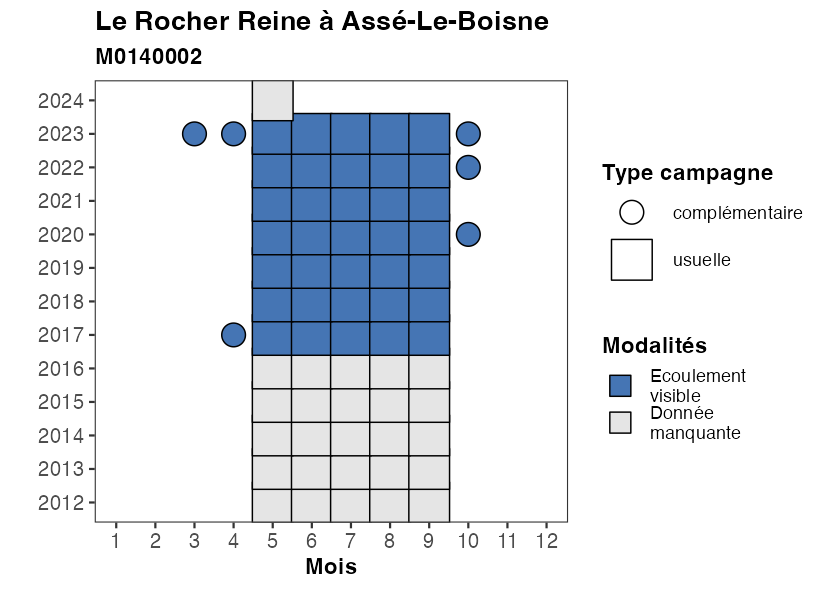 Le Rocher Reine à Assé-Le-Boisne
M0140002
2024
2023
2022
2021
2020
2019
2018
2017
2016
2015
2014
2013
2012
1 2 3 4 5 6 7 8 9 10 11 12
Mois
Type campagne
complémentaire
usuelle
Modalités
Ecoulement
visible
Donnée
manquante